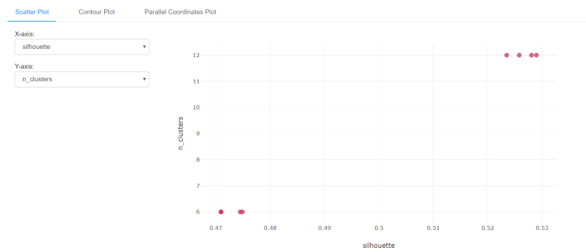 Scatter Plot Contour Plot Parallel Coordinates Plot
X-axis:
silhouette
Y-axis:
n_clusters
n_clusters
12
11
10
9
8
7
6
0.47 0.48 0.49 0.5 0.51 0.52 0.53
silhouette